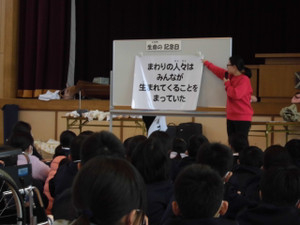 生命の 記念日
まわりの人々は
みんなが
生まれてくることを
まっていた